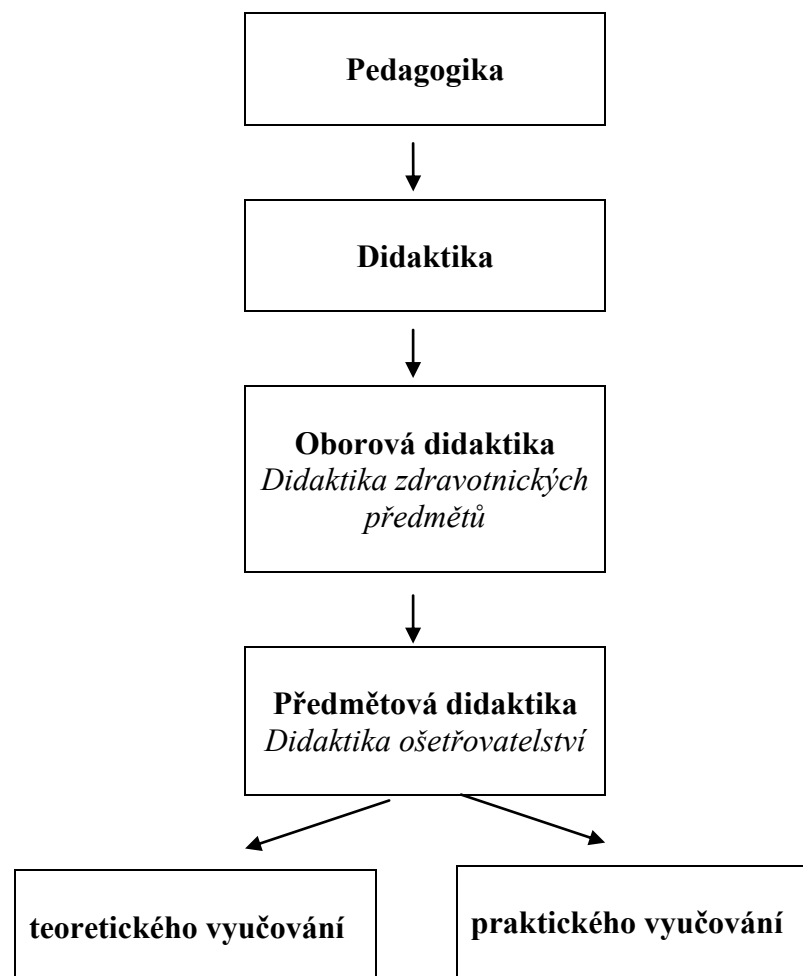 Pedagogika
Didaktika
Oborová didaktika
Didaktika zdravotnických
předmětů
Předmětová didaktika
Didaktika ošetřovatelství
teoretického vyučování
praktického vyučování